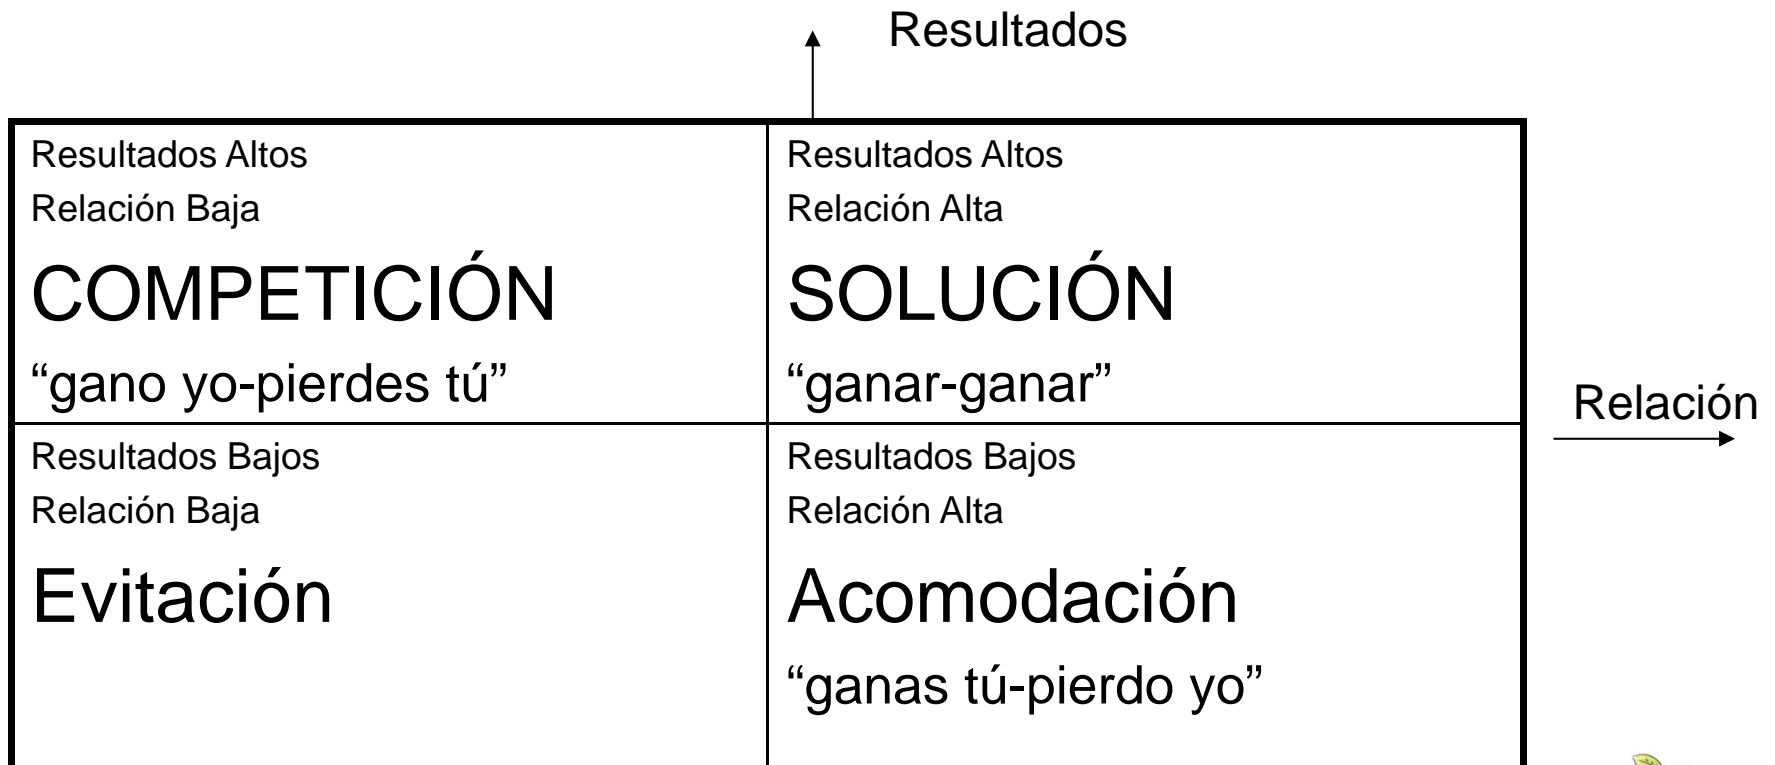 Resultados
Resultados Altos
Relación Baja
COMPETICIÓN
“gano yo-pierdes tú”
Resultados Altos
Relación Alta
SOLUCIÓN
“ganar-ganar”
Relación
Resultados Bajos
Relación Baja
Evitación
Resultados Bajos
Relación Alta
Acomodación
“ganas tú-pierdo yo”